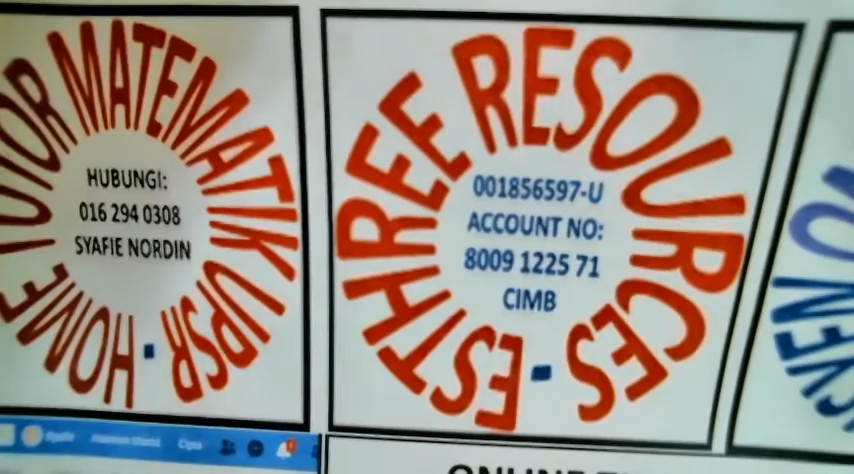 HOME TUTOR MATEMATIK UPSR
HUBUNGI:
016 294 0308
SYAFIE NORDIN
ESTHREE RESOURCES
001856597-U
ACCOUNT NO:
8009 1225 71
CIMB
Cipta